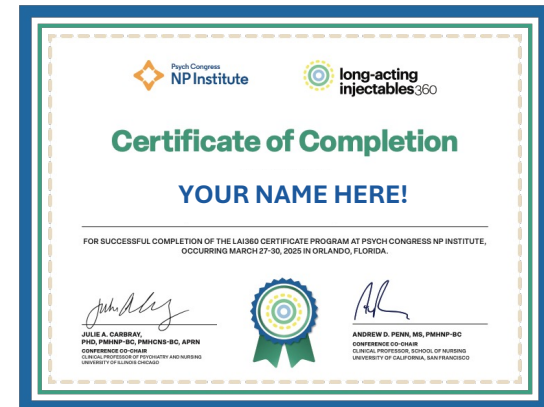 Psych Congress
NP Institute
long-acting
injectables360
Certificate of Completion
YOUR NAME HERE!
FOR SUCCESSFUL COMPLETION OF THE LAI360 CERTIFICATE PROGRAM AT PSYCH CONGRESS NP INSTITUTE,
OCCURRING MARCH 27-30, 2025 IN ORLANDO, FLORIDA.
JULIE A. CARBRAY,
PHD, PMHNP-BC, PMHCNS-BC, APRN
CONFERENCE CO-CHAIR
CLINICAL PROFESSOR OF PSYCHIATRY AND NURSING
UNIVERSITY OF ILLINOIS CHICAGO
ANDREW D. PENN, MS, PMHNP-BC
CONFERENCE CO-CHAIR
CLINICAL PROFESSOR, SCHOOL OF NURSING
UNIVERSITY OF CALIFORNIA, SAN FRANCISCO